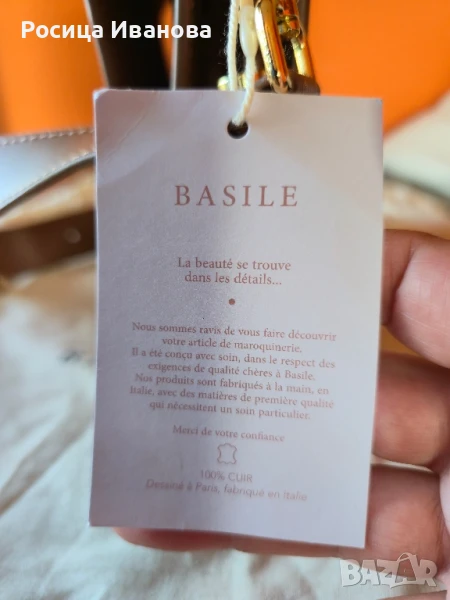 Росица Иванова
BASILE
La beauté se trouve
dans les détails...
Nous sommes ravis de vous faire découvrir
votre article de maroquinerie.
Il a été conçu avec soin, dans le respect des
exigences de qualité chères à Basile.
Nos produits sont fabriqués à la main, en
Italie, avec des matières de première qualité
qui nécessitent un soin particulier.
Merci de votre confiance
100% CUIR
Dessiné à Paris, fabriqué en Italie
BAZAR